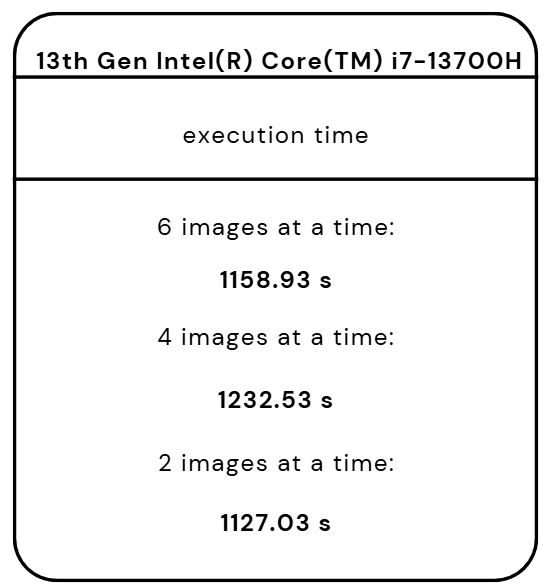 13th Gen Intel(R) Core(TM) i7-13700H
execution time
6 images at a time:
1158.93 s
4 images at a time:
1232.53 s
2 images at a time:
1127.03 s